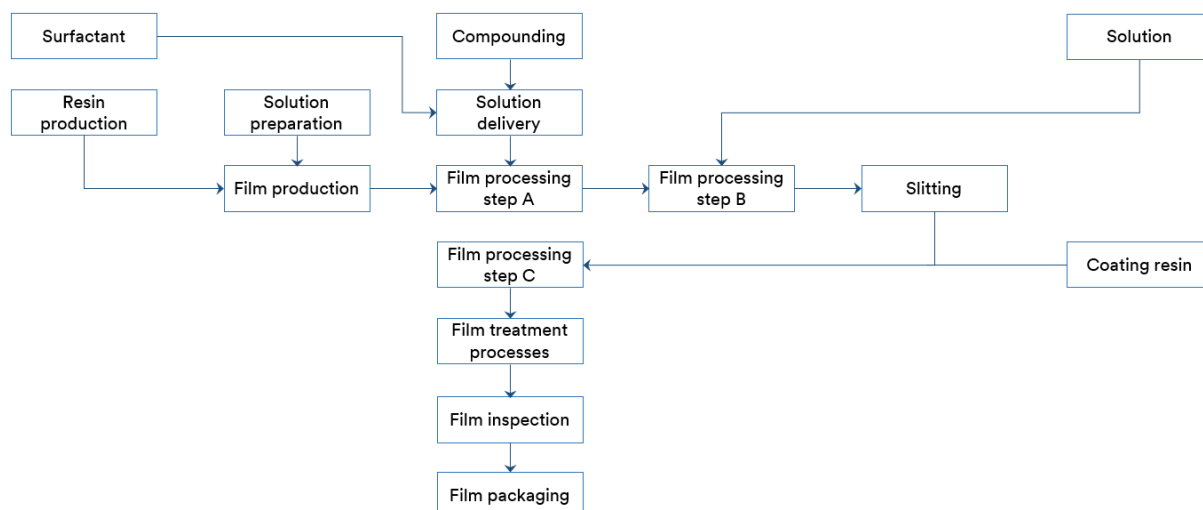 Surfactant
Compounding
Solution
Resin
production
Solution
preparation
Solution
delivery
Film production
Film processing
step A
Film processing
step B
Slitting
Film processing
step C
Coating resin
Film treatment
processes
Film inspection
Film packaging